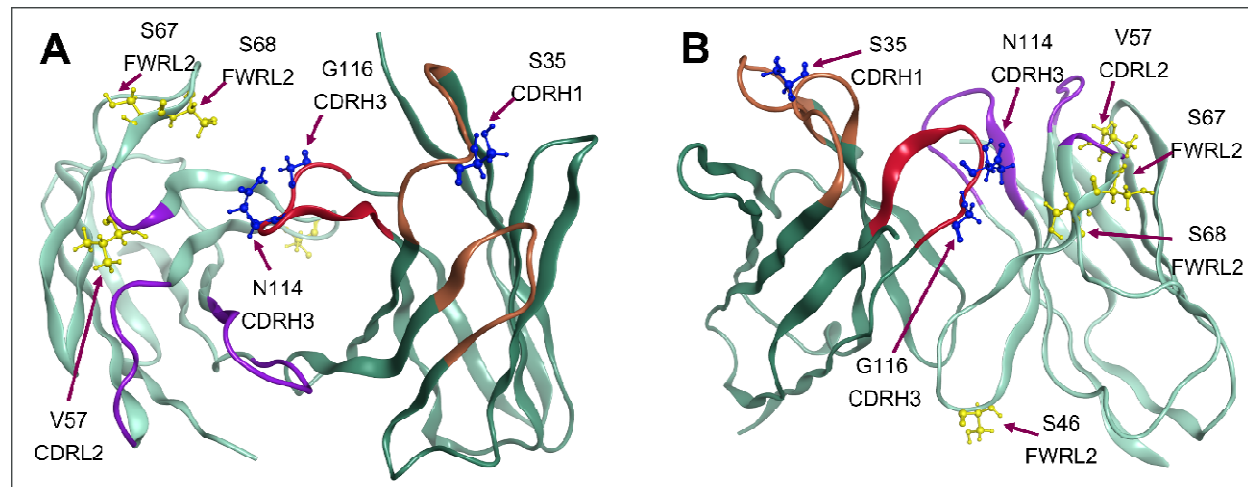 A
S67
FWRL2
S68
FWRL2
G116
CDRH3
S35
CDRH1
N114
CDRH3
V57
CDRL2
B
S35
CDRH1
N114
CDRH3
V57
CDRL2
S67
FWRL2
S68
FWRL2
G116
CDRH3
S46
FWRL2